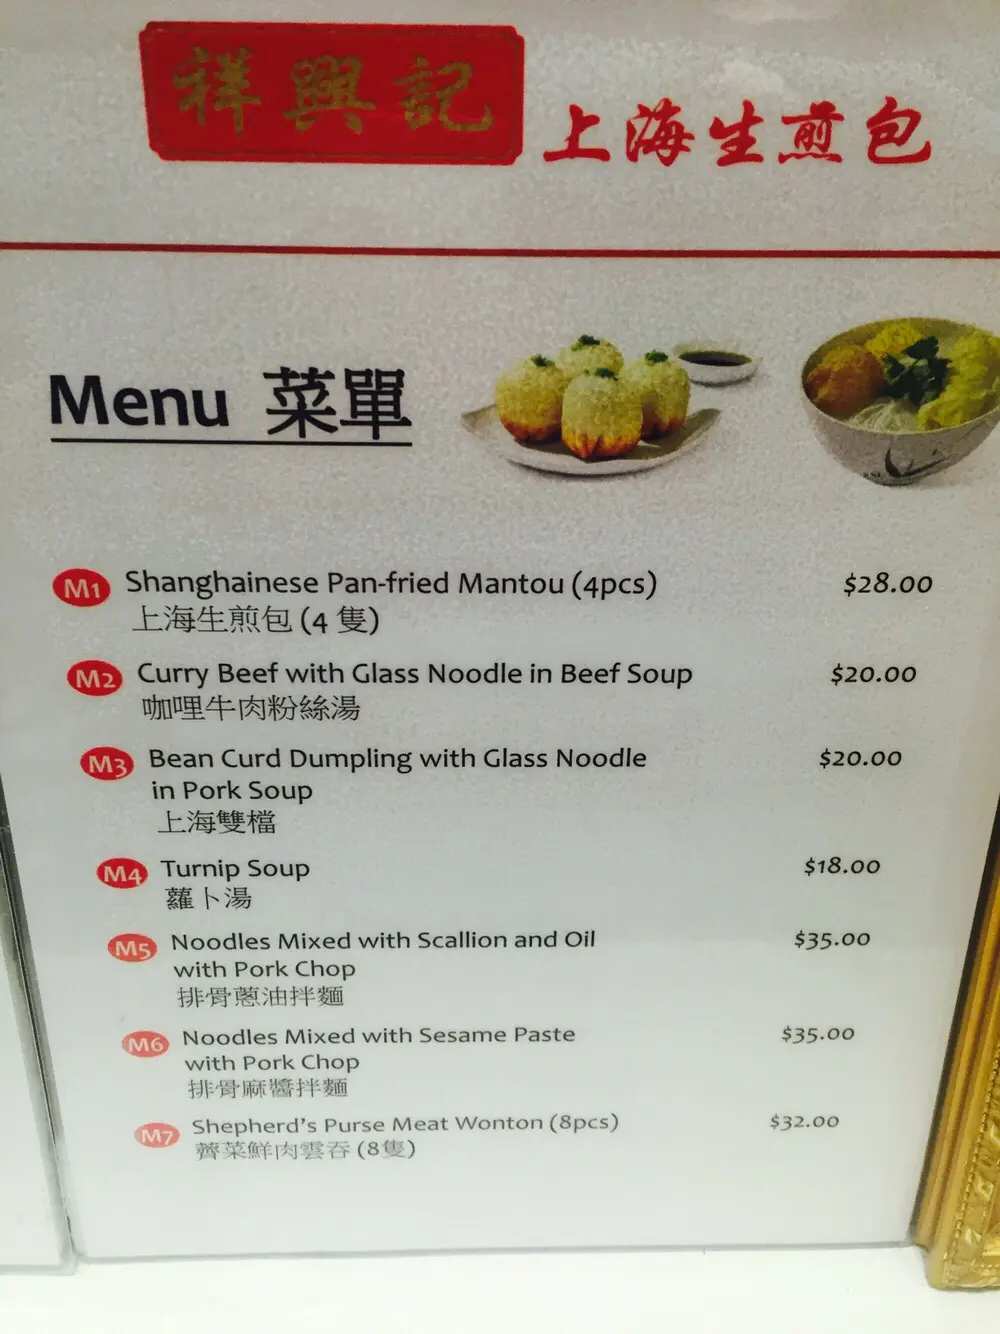 祥興記
上海生煎包
Menu 菜單
M1 Shanghainese Pan-fried Mantou (4pcs) $28.00
上海生煎包 (4 隻)
M2 Curry Beef with Glass Noodle in Beef Soup $20.00
咖哩牛肉粉絲湯
M3 Bean Curd Dumpling with Glass Noodle $20.00
in Pork Soup
上海雙檔
M4 Turnip Soup $18.00
蘿卜湯
M5 Noodles Mixed with Scallion and Oil $35.00
with Pork Chop
排骨蔥油拌麵
M6 Noodles Mixed with Sesame Paste $35.00
with Pork Chop
排骨麻醬拌麵
M7 Shepherd's Purse Meat Wonton (8pcs) $32.00
薺菜鮮肉雲吞 (8隻)